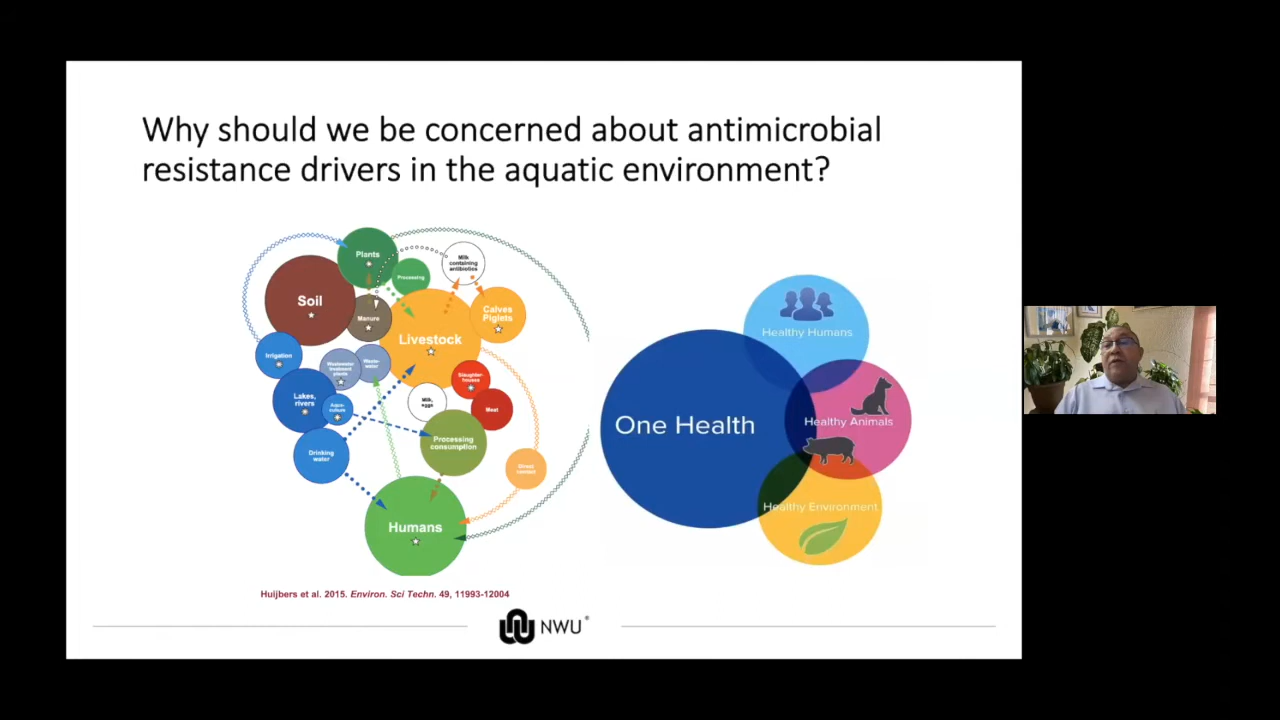 Why should we be concerned about antimicrobial
resistance drivers in the aquatic environment?
Plants
Milk
containing
antibiotics
Processing
Soil
Manure
Calves
Piglets
Livestock
Irrigation
Wastewater
treatment
plants
Waste-
water
Slaughter-
houses
Lakes,
rivers
Aqua-
culture
Milk,
eggs
Meat
Drinking
water
Processing
consumption
Direct
contact
Humans
Healthy Humans
One Health
Healthy Animals
Healthy Environment
Huijbers et al. 2015. Environ. Sci Techn. 49, 11993-12004
NWU®